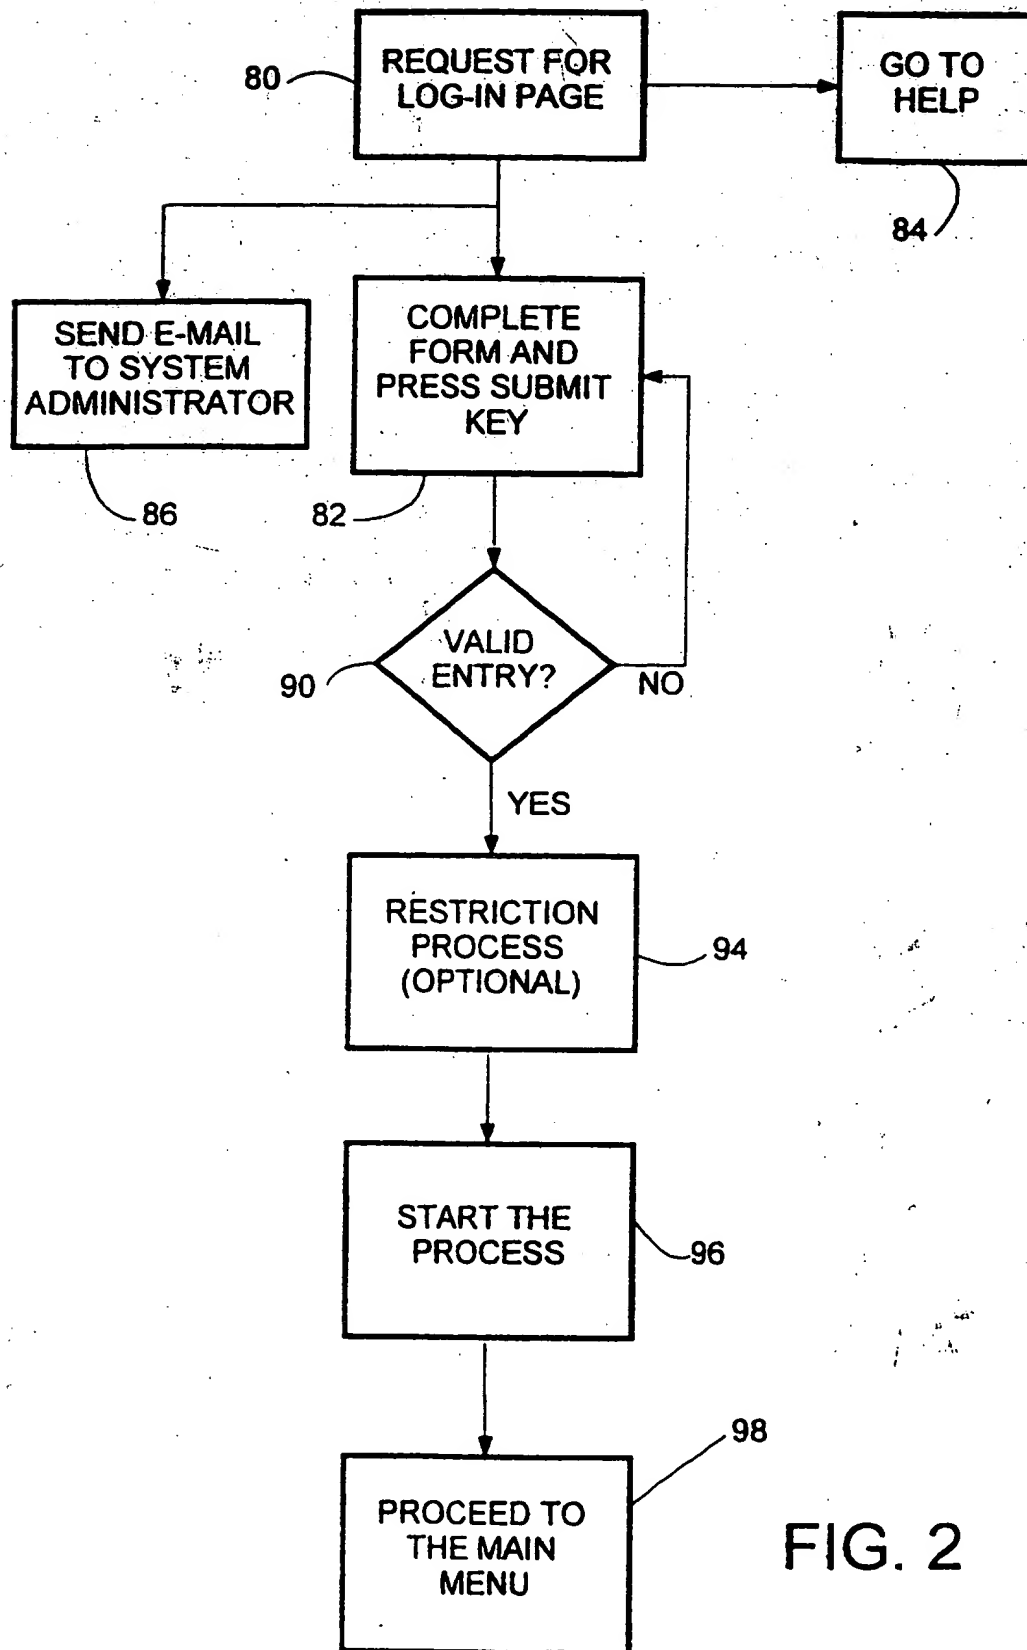 80
REQUEST FOR
LOG-IN PAGE
GO TO
HELP
84
SEND E-MAIL
TO SYSTEM
ADMINISTRATOR
86
COMPLETE
FORM AND
PRESS SUBMIT
KEY
82
VALID
ENTRY?
90
NO
YES
RESTRICTION
PROCESS
(OPTIONAL)
94
START THE
PROCESS
96
98
PROCEED TO
THE MAIN
MENU
FIG. 2